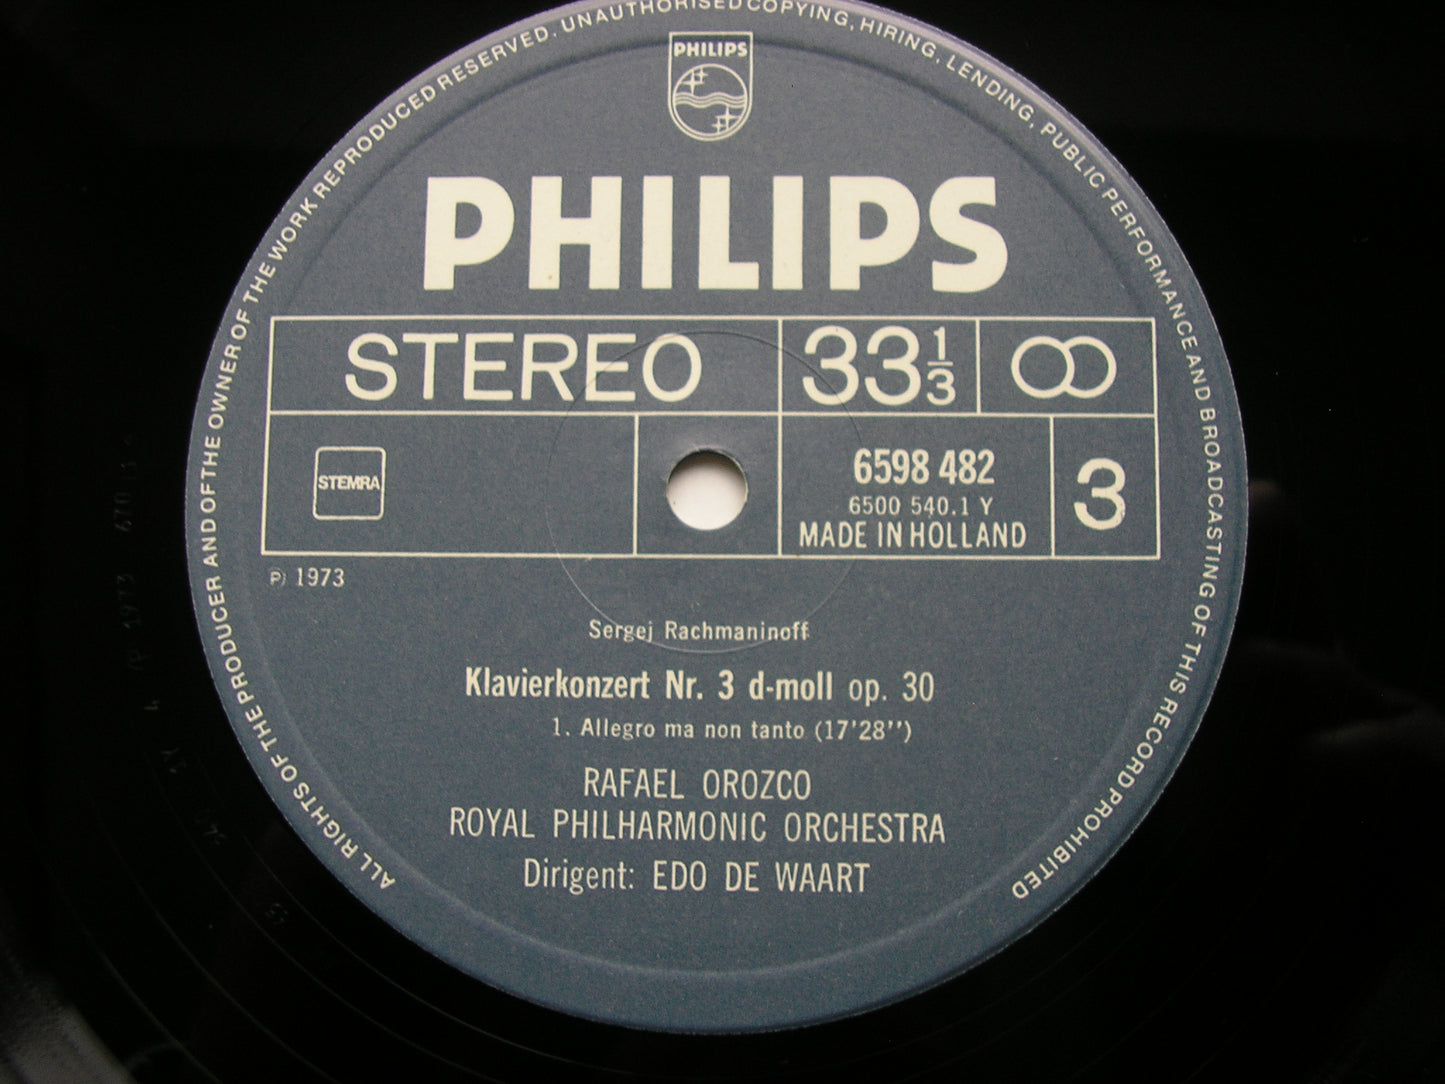 ALL RIGHTS OF THE PRODUCER AND OF THE OWNER OF THE WORK REPRODUCED RESERVED. UNAUTHORISED COPYING, HIRING, LENDING, PUBLIC PERFORMANCE AND BROADCASTING OF THIS RECORD PROHIBITED
PHILIPS
PHILIPS
STEREO 33 1/3
STEMRA
6598 482
6500 540.1 Y
MADE IN HOLLAND
3
℗ 1973
Sergej Rachmaninoff
Klavierkonzert Nr. 3 d-moll op. 30
1. Allegro ma non tanto (17'28'')
RAFAEL OROZCO
ROYAL PHILHARMONIC ORCHESTRA
Dirigent: EDO DE WAART